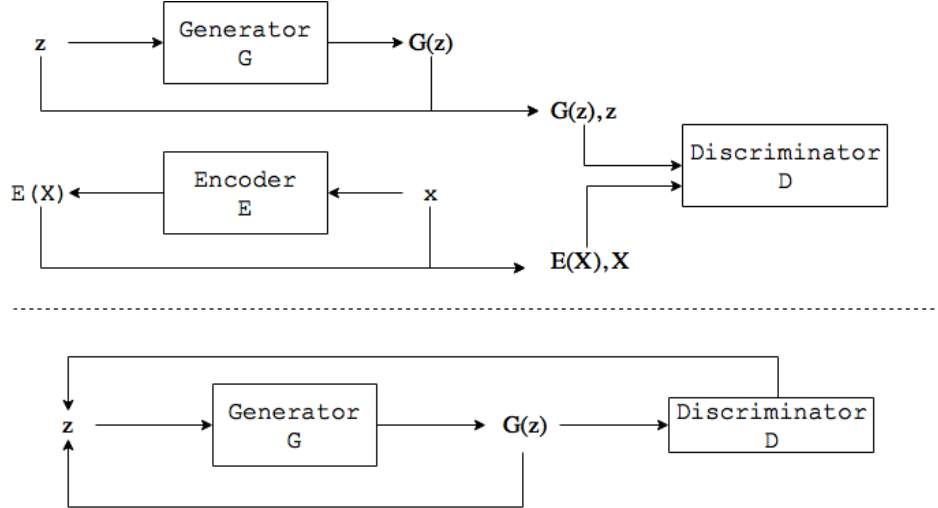 z
Generator
G
G(z)
G(z), z
Discriminator
D
E(X)
Encoder
E
x
E(X), X
z
Generator
G
G(z)
Discriminator
D